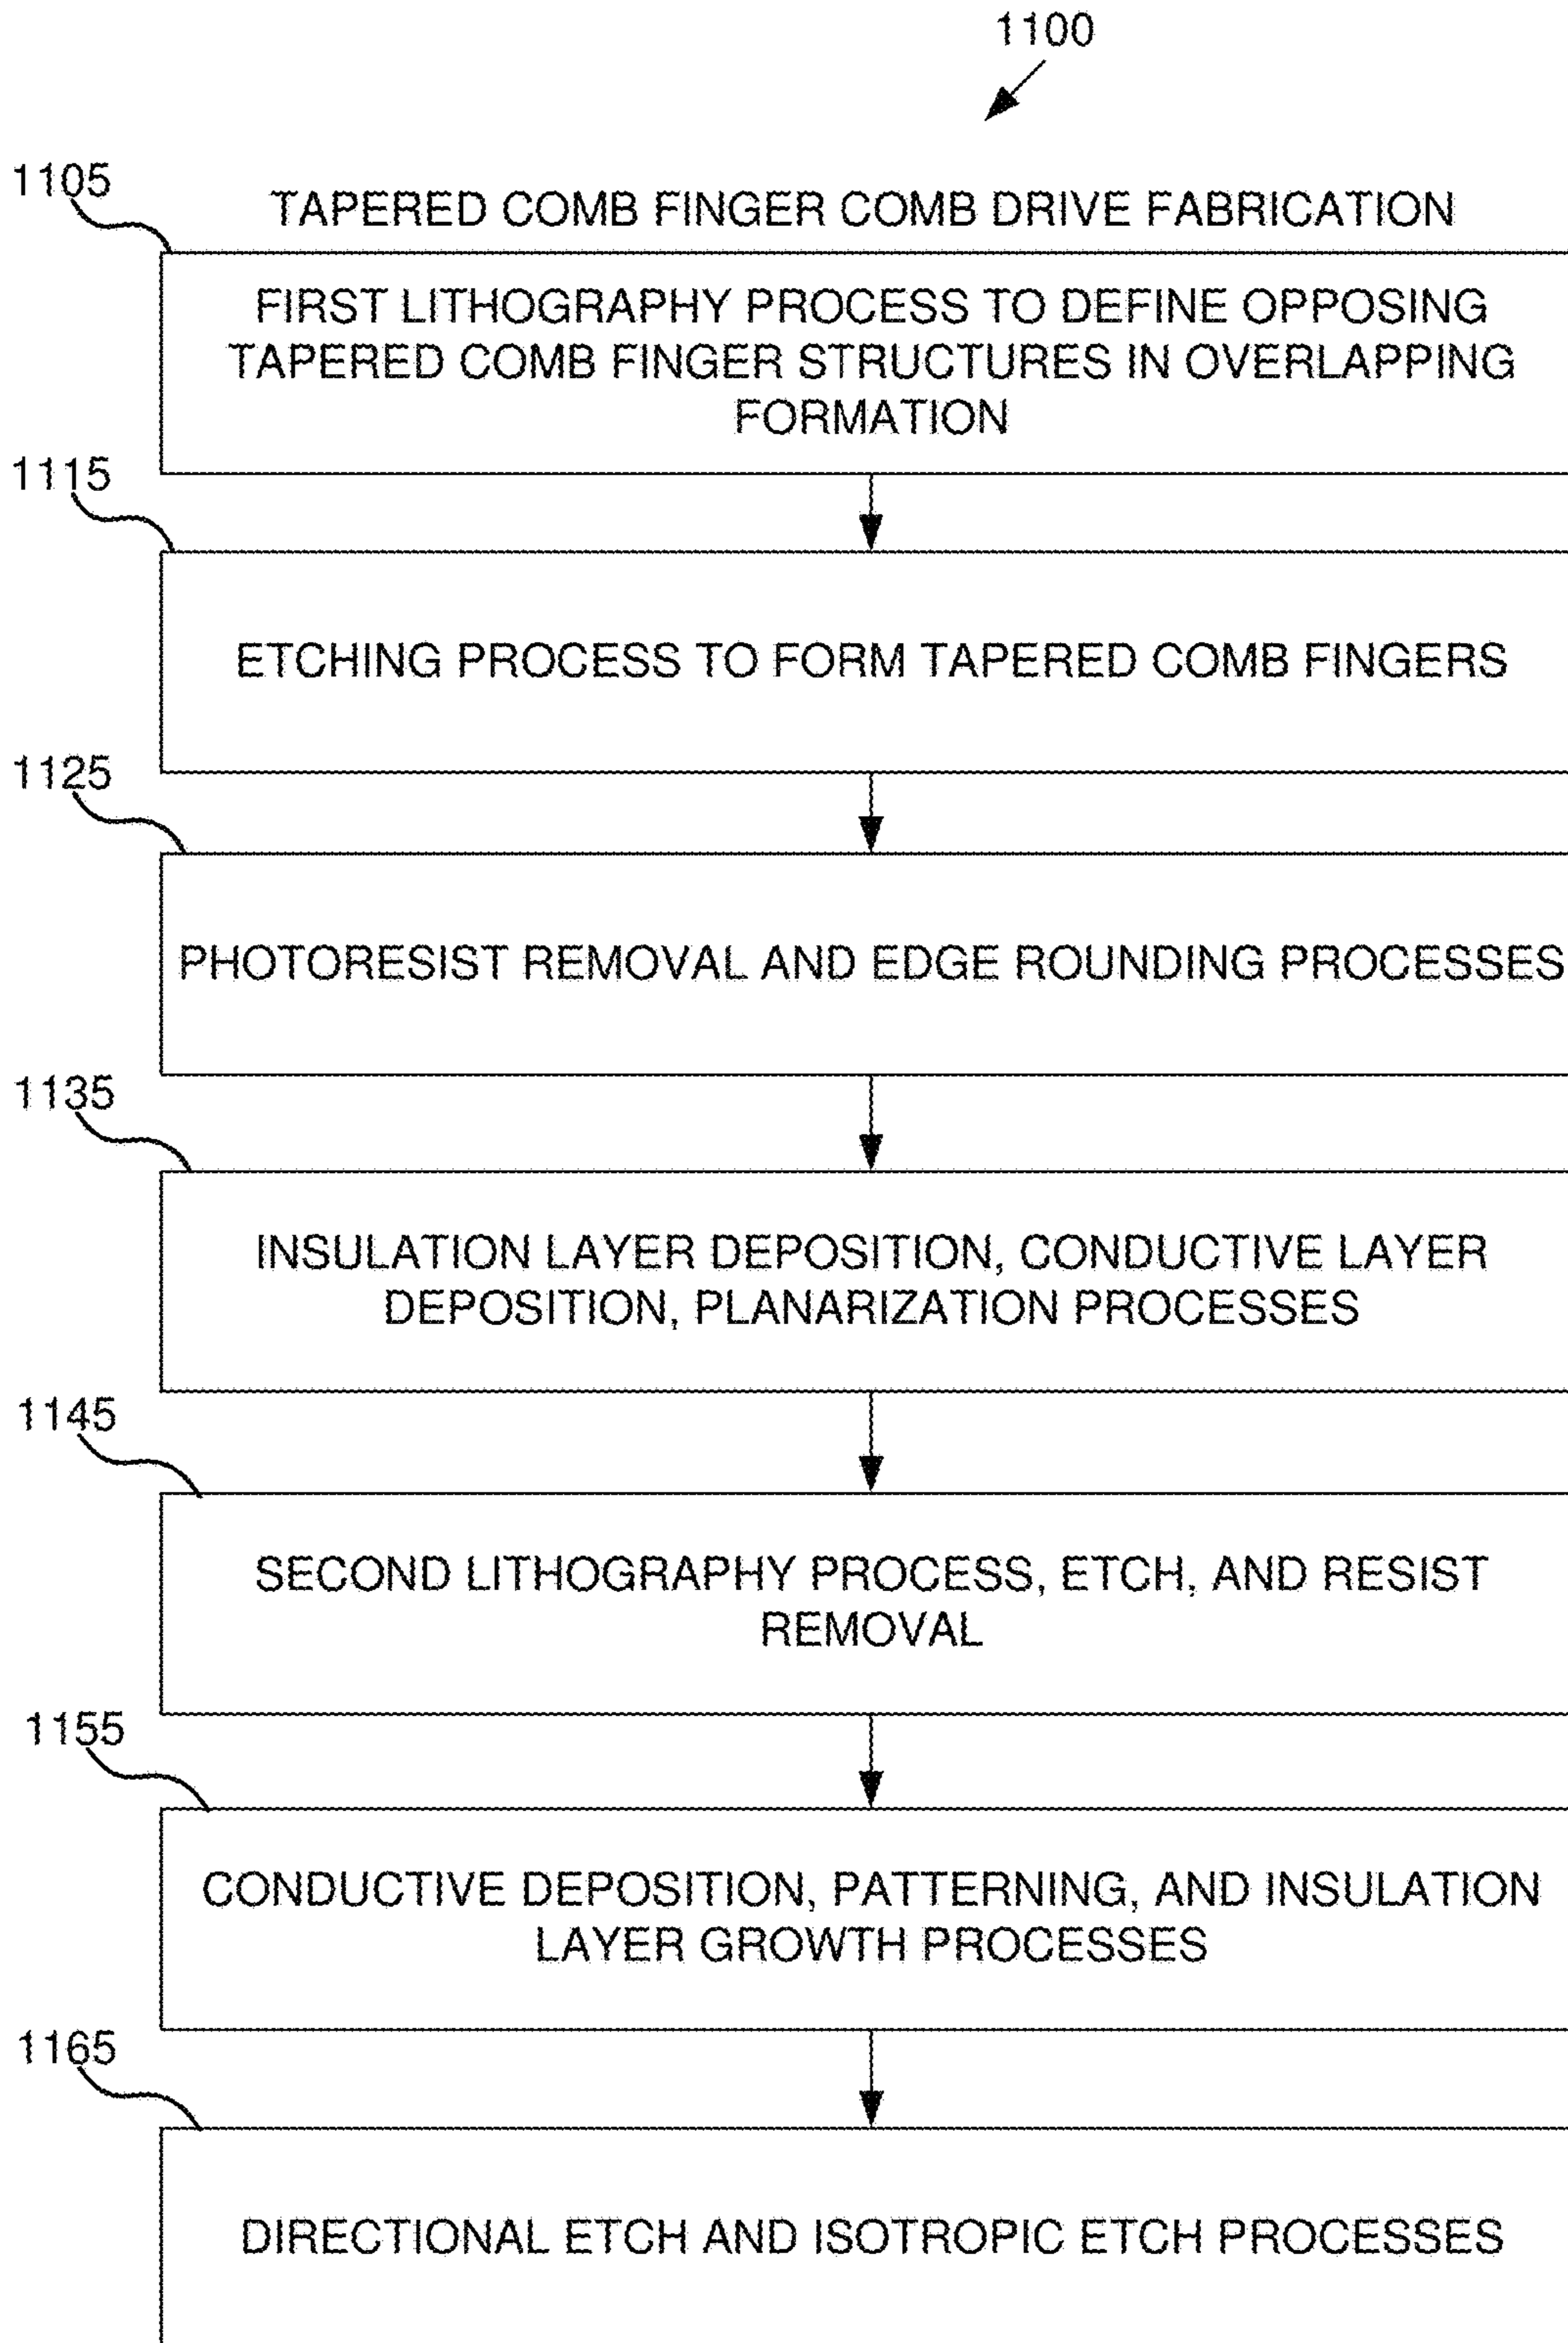 1100
1105
TAPERED COMB FINGER COMB DRIVE FABRICATION
FIRST LITHOGRAPHY PROCESS TO DEFINE OPPOSING
TAPERED COMB FINGER STRUCTURES IN OVERLAPPING
FORMATION
1115
ETCHING PROCESS TO FORM TAPERED COMB FINGERS
1125
PHOTORESIST REMOVAL AND EDGE ROUNDING PROCESSES
1135
INSULATION LAYER DEPOSITION, CONDUCTIVE LAYER
DEPOSITION, PLANARIZATION PROCESSES
1145
SECOND LITHOGRAPHY PROCESS, ETCH, AND RESIST
REMOVAL
1155
CONDUCTIVE DEPOSITION, PATTERNING, AND INSULATION
LAYER GROWTH PROCESSES
1165
DIRECTIONAL ETCH AND ISOTROPIC ETCH PROCESSES